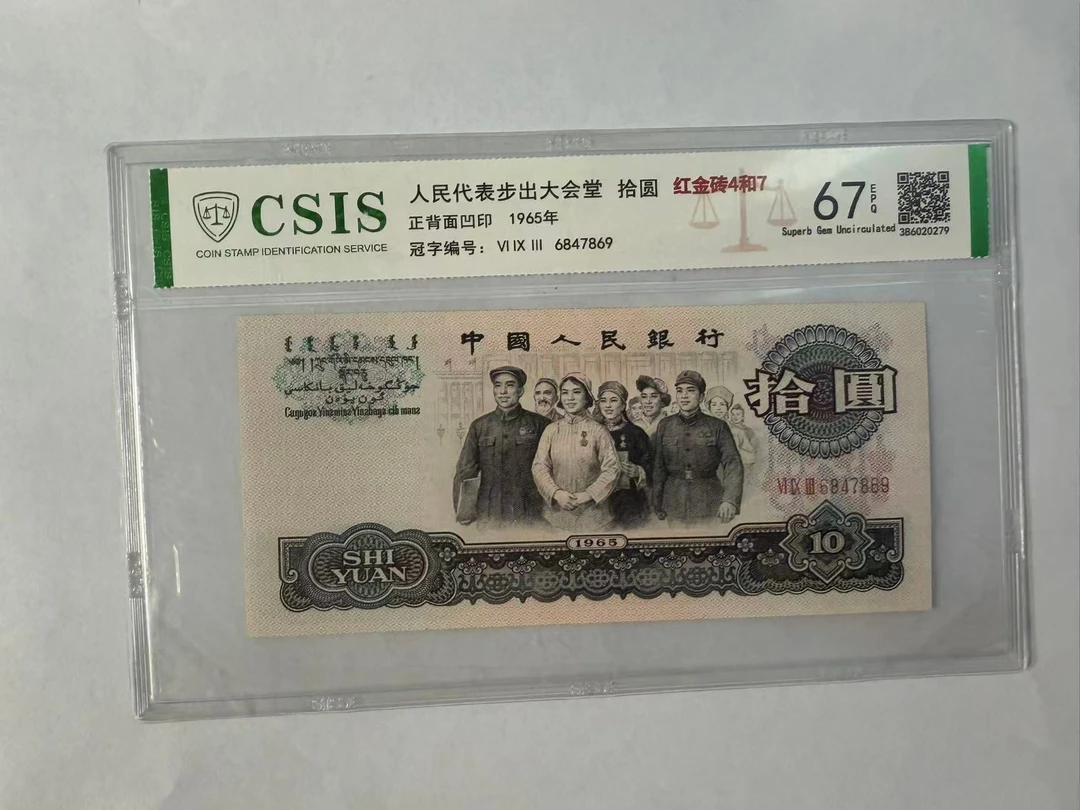 CSIS
COIN STAMP IDENTIFICATION SERVICE
人民代表步出大会堂 拾圆 红金砖4和7
正背面凹印 1965年
冠字编号: VI IX III 6847869
67 EPQ
Superb Gem Uncirculated
386020279
中國人民銀行
拾圓
VI IX III 6847869
1965
SHI
YUAN
10